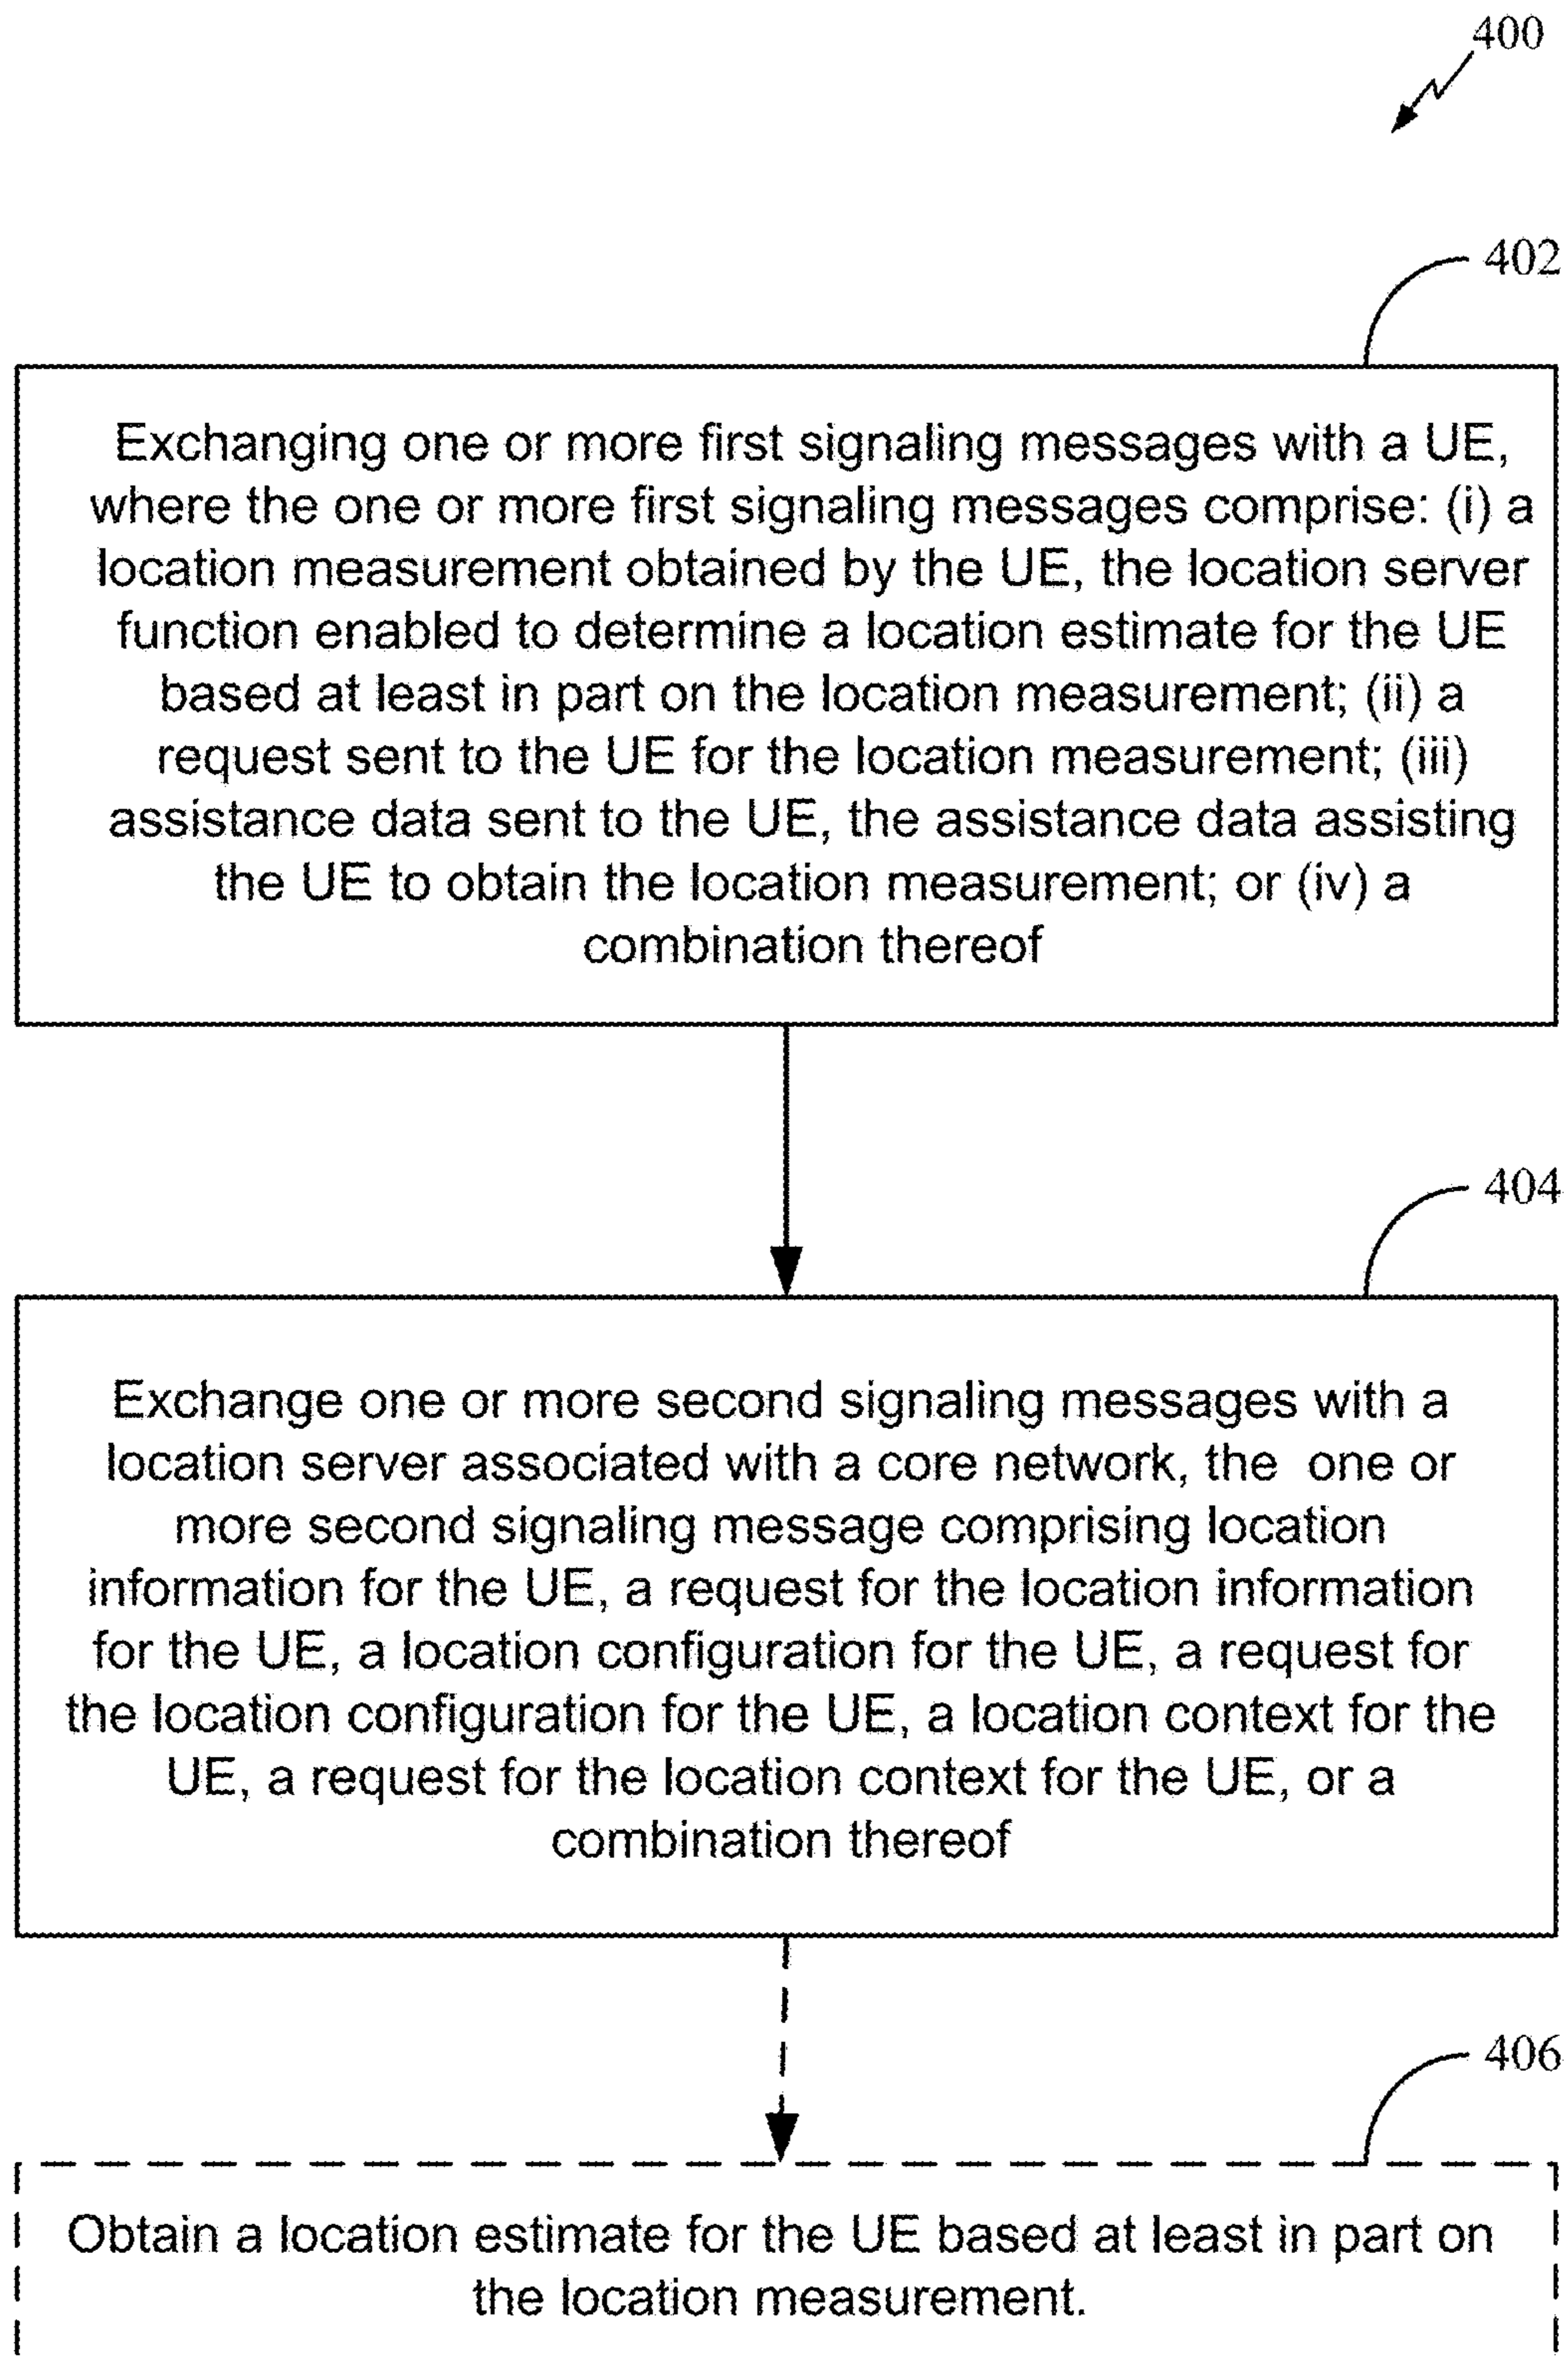 400
402
Exchanging one or more first signaling messages with a UE,
where the one or more first signaling messages comprise: (i) a
location measurement obtained by the UE, the location server
function enabled to determine a location estimate for the UE
based at least in part on the location measurement; (ii) a
request sent to the UE for the location measurement; (iii)
assistance data sent to the UE, the assistance data assisting
the UE to obtain the location measurement; or (iv) a
combination thereof
404
Exchange one or more second signaling messages with a
location server associated with a core network, the one or
more second signaling message comprising location
information for the UE, a request for the location information
for the UE, a location configuration for the UE, a request for
the location configuration for the UE, a location context for the
UE, a request for the location context for the UE, or a
combination thereof
406
Obtain a location estimate for the UE based at least in part on
the location measurement.